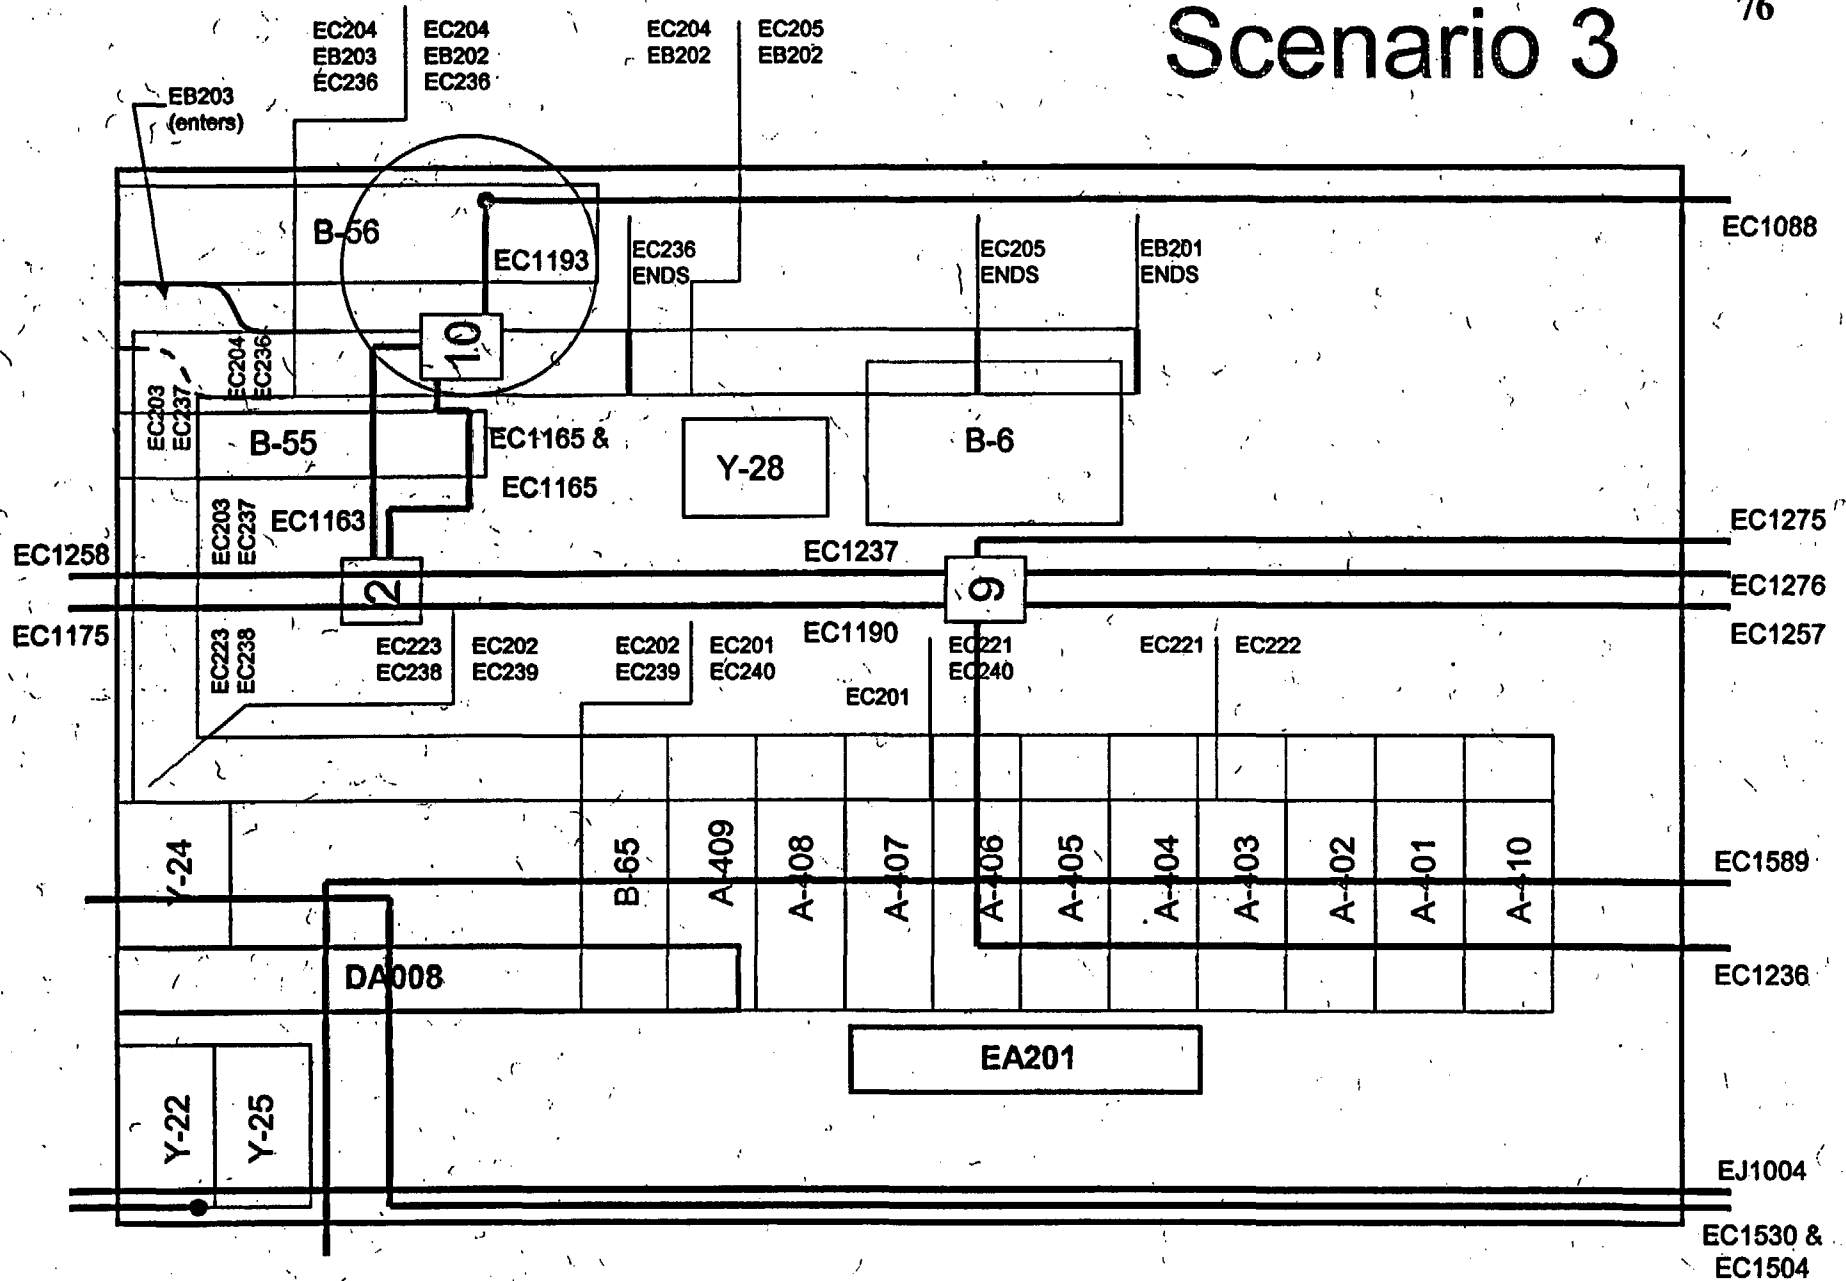 76
Scenario 3
EC204
EB203
EC236
EC204
EB202
EC236
EC204
EB202
EC205
EB202
EB203
(enters)
B-56
EC1193
EC236
ENDS
EC205
ENDS
EB201
ENDS
EC1088
10
EC204
EC236
EC203
EC237
B-55
EC1165 &
EC1165
Y-28
B-6
EC203
EC237
EC1163
EC1258
EC1237
EC1275
2
9
EC1276
EC1175
EC1190
EC1257
EC223
EC238
EC223
EC238
EC202
EC239
EC202
EC239
EC201
EC240
EC201
EC221
EC240
EC221
EC222
Y-24
B-65
A-409
A-408
A-407
A-406
A-405
A-404
A-403
A-402
A-401
A-410
EC1589
DA008
EC1236
EA201
Y-22
Y-25
EJ1004
EC1530 &
EC1504